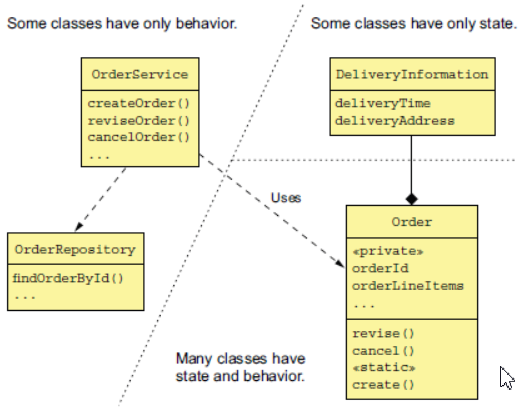 Some classes have only behavior.
Some classes have only state.
OrderService
createOrder()
reviseOrder()
cancelOrder()
...
DeliveryInformation
deliveryTime
deliveryAddress
Uses
OrderRepository
findOrderById()
...
Order
«private»
orderId
orderLineItems
...
revise()
cancel()
«static»
create()
Many classes have
state and behavior.